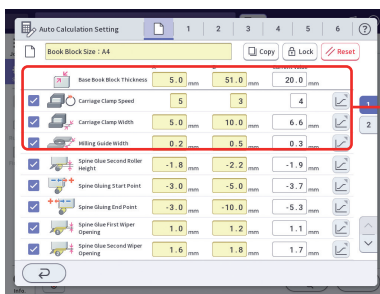 Auto Calculation Setting 1 2 3 4 5 6 ?
Book Block Size : A4 Copy Lock Reset
Base Book Block Thickness 5.0 mm 51.0 mm 20.0 mm
Carriage Clamp Speed 5 3 4
1
Carriage Clamp Width 5.0 mm 10.0 mm 6.6 mm
2
Milling Guide Width 0.2 mm 0.5 mm 0.3 mm
Spine Glue Second Roller
Height -1.8 mm -2.2 mm -1.9 mm
Spine Gluing Start Point -3.0 mm -5.0 mm -3.7 mm
Spine Gluing End Point -3.0 mm -10.0 mm -5.3 mm
Spine Glue First Wiper
Opening 1.0 mm 1.2 mm 1.1 mm
Spine Glue Second Wiper
Opening 1.6 mm 1.8 mm 1.7 mm
Info.